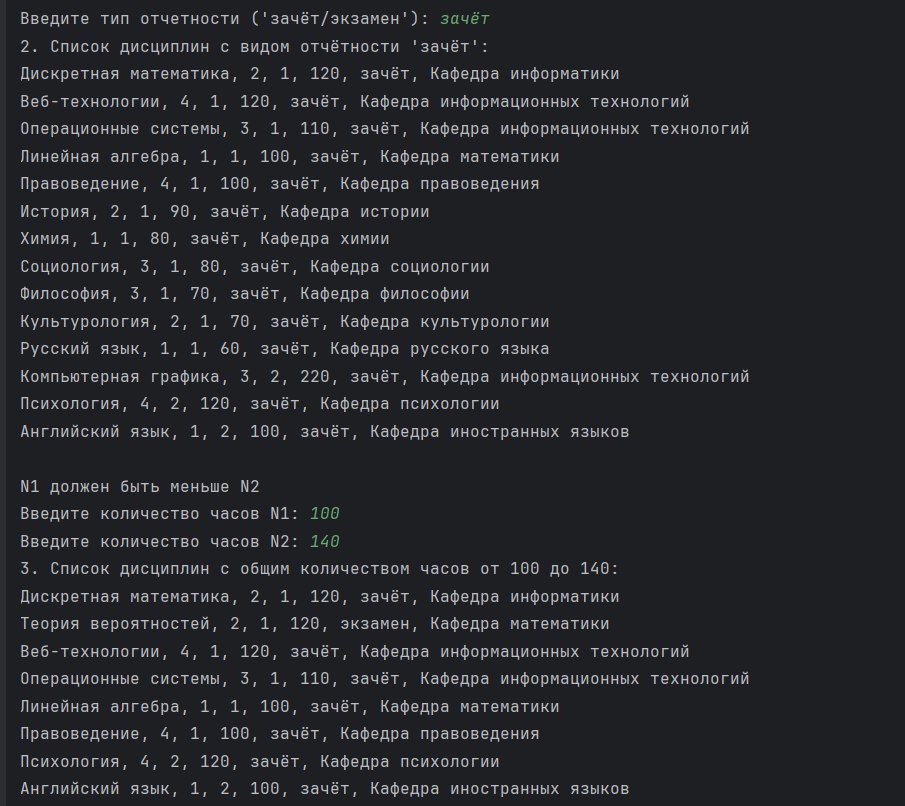 Введите тип отчетности ('зачёт/экзамен'): зачёт
2. Список дисциплин с видом отчётности 'зачёт':
Дискретная математика, 2, 1, 120, зачёт, Кафедра информатики
Веб-технологии, 4, 1, 120, зачёт, Кафедра информационных технологий
Операционные системы, 3, 1, 110, зачёт, Кафедра информационных технологий
Линейная алгебра, 1, 1, 100, зачёт, Кафедра математики
Правоведение, 4, 1, 100, зачёт, Кафедра правоведения
История, 2, 1, 90, зачёт, Кафедра истории
Химия, 1, 1, 80, зачёт, Кафедра химии
Социология, 3, 1, 80, зачёт, Кафедра социологии
Философия, 3, 1, 70, зачёт, Кафедра философии
Культурология, 2, 1, 70, зачёт, Кафедра культурологии
Русский язык, 1, 1, 60, зачёт, Кафедра русского языка
Компьютерная графика, 3, 2, 220, зачёт, Кафедра информационных технологий
Психология, 4, 2, 120, зачёт, Кафедра психологии
Английский язык, 1, 2, 100, зачёт, Кафедра иностранных языков
N1 должен быть меньше N2
Введите количество часов N1: 100
Введите количество часов N2: 140
3. Список дисциплин с общим количеством часов от 100 до 140:
Дискретная математика, 2, 1, 120, зачёт, Кафедра информатики
Теория вероятностей, 2, 1, 120, экзамен, Кафедра математики
Веб-технологии, 4, 1, 120, зачёт, Кафедра информационных технологий
Операционные системы, 3, 1, 110, зачёт, Кафедра информационных технологий
Линейная алгебра, 1, 1, 100, зачёт, Кафедра математики
Правоведение, 4, 1, 100, зачёт, Кафедра правоведения
Психология, 4, 2, 120, зачёт, Кафедра психологии
Английский язык, 1, 2, 100, зачёт, Кафедра иностранных языков